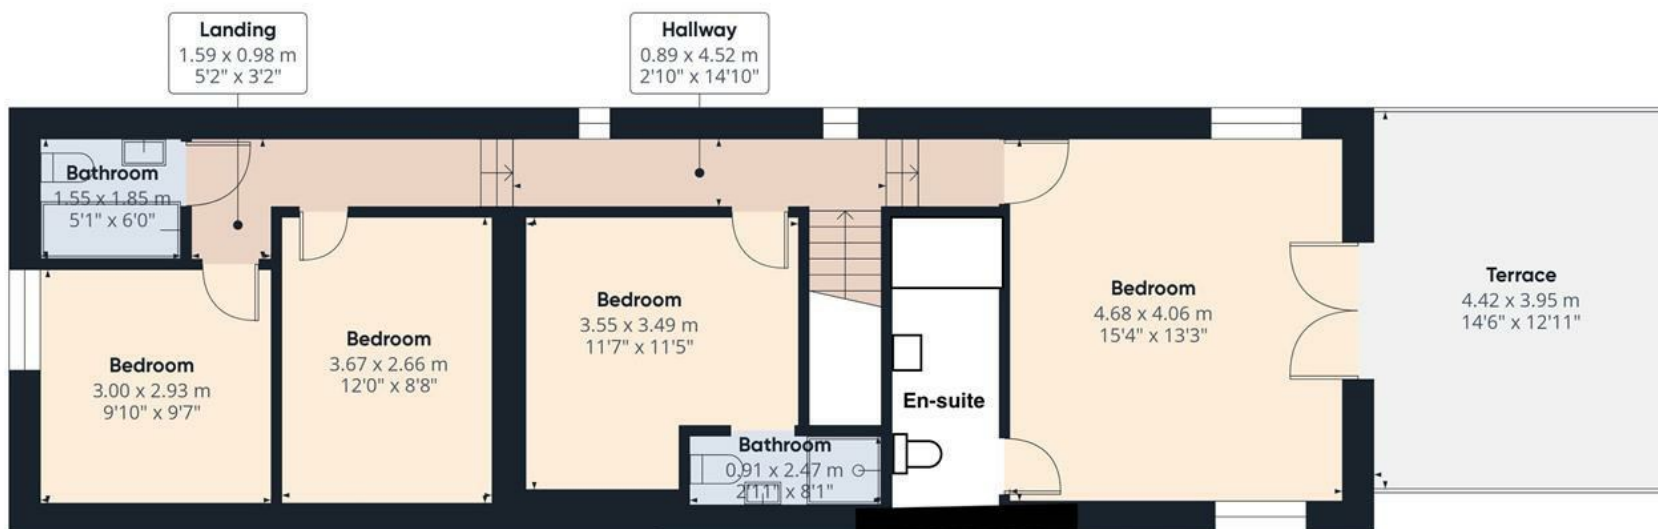 Landing
1.59 x 0.98 m
5'2" x 3'2"
Hallway
0.89 x 4.52 m
2'10" x 14'10"
Bathroom
1.55 x 1.85 m
5'1" x 6'0"
Bedroom
3.00 x 2.93 m
9'10" x 9'7"
Bedroom
3.67 x 2.66 m
12'0" x 8'8"
Bedroom
3.55 x 3.49 m
11'7" x 11'5"
Bathroom
0.91 x 2.47 m
2'11" x 8'1"
En-suite
Bedroom
4.68 x 4.06 m
15'4" x 13'3"
Terrace
4.42 x 3.95 m
14'6" x 12'11"